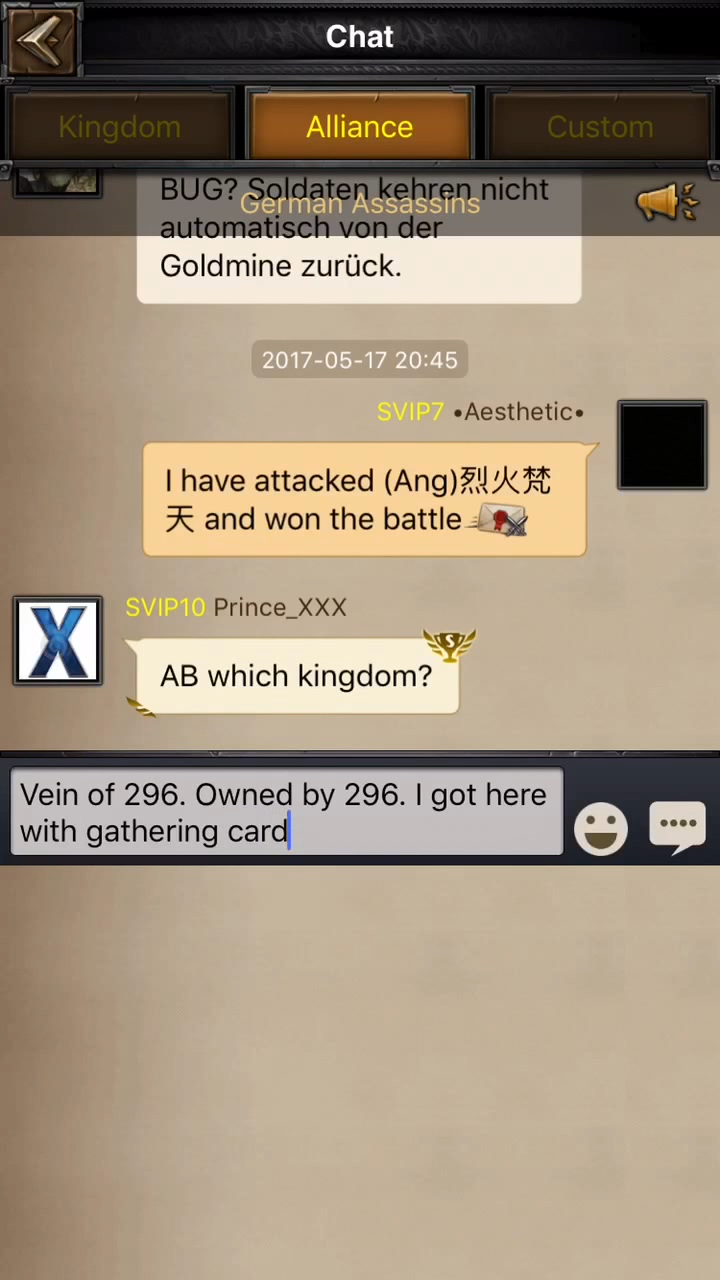 Chat
Kingdom
Alliance
Custom
BUG? Soldaten kehren nicht
German Assassins
automatisch von der
Goldmine zurück.
2017-05-17 20:45
SVIP7 •Aesthetic•
I have attacked (Ang)烈火梵
天 and won the battle
SVIP10 Prince_XXX
X
S
AB which kingdom?
Vein of 296. Owned by 296. I got here
with gathering card